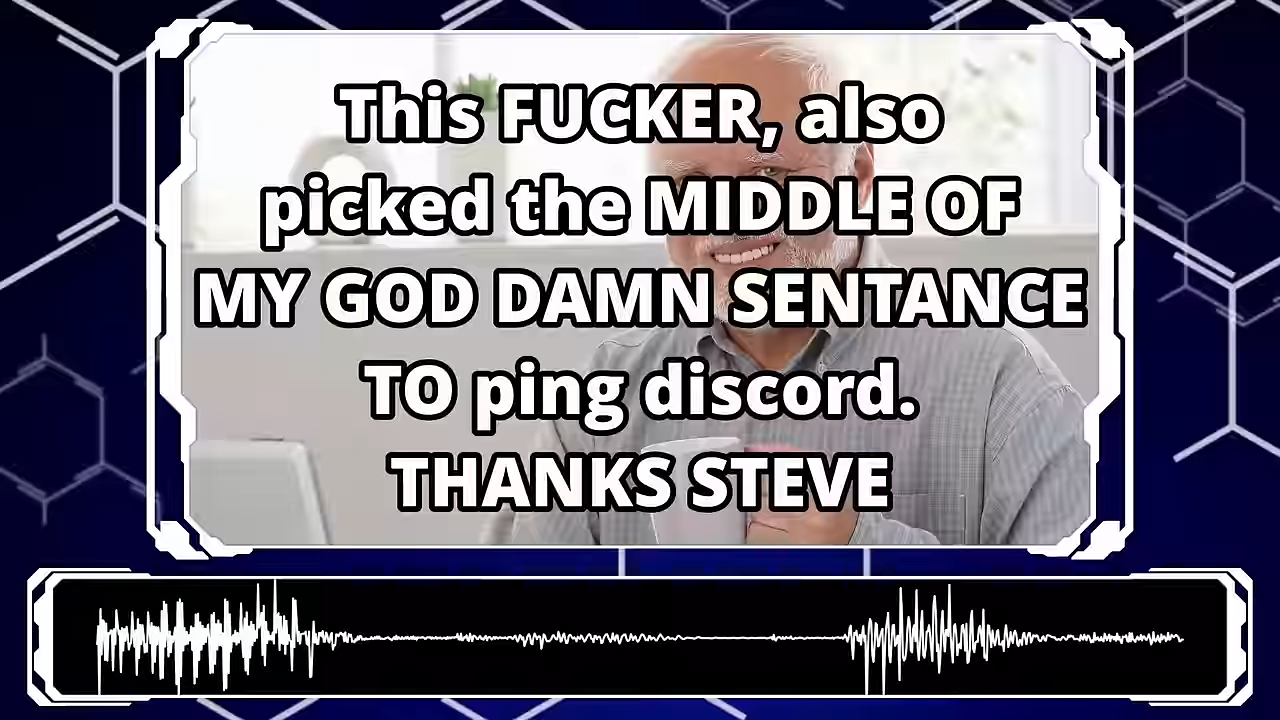 This FUCKER, also
picked the MIDDLE OF
MY GOD DAMN SENTANCE
TO ping discord.
THANKS STEVE